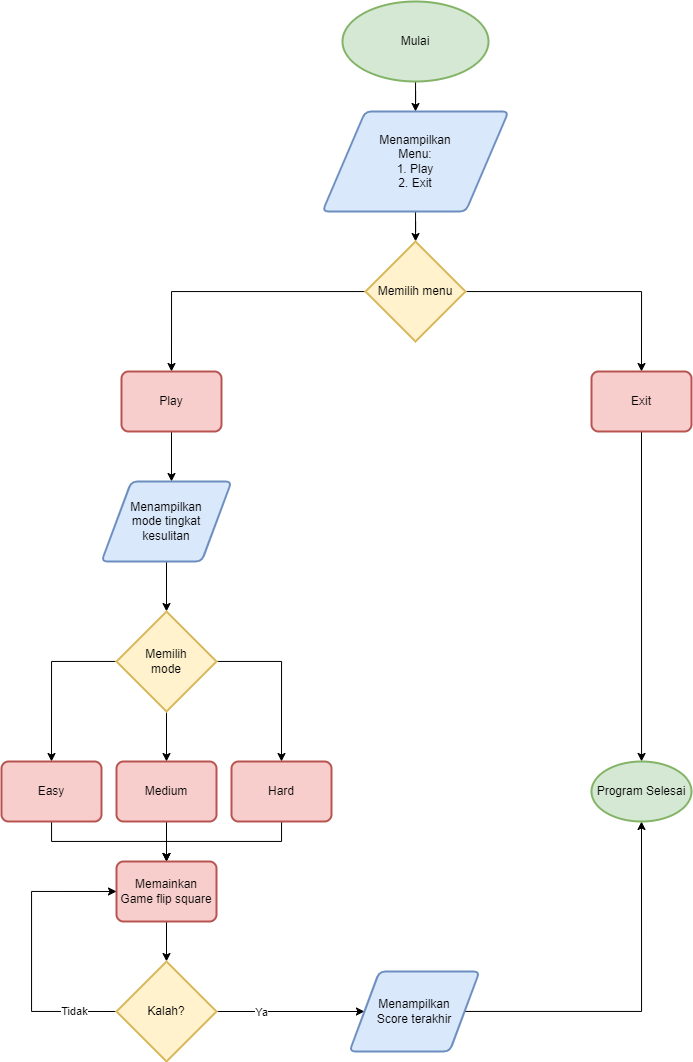 Mulai
Menampilkan
Menu:
1. Play
2. Exit
Memilih menu
Play
Exit
Menampilkan
mode tingkat
kesulitan
Memilih
mode
Easy
Medium
Hard
Program Selesai
Memainkan
Game flip square
Kalah?
Tidak
Ya
Menampilkan
Score terakhir